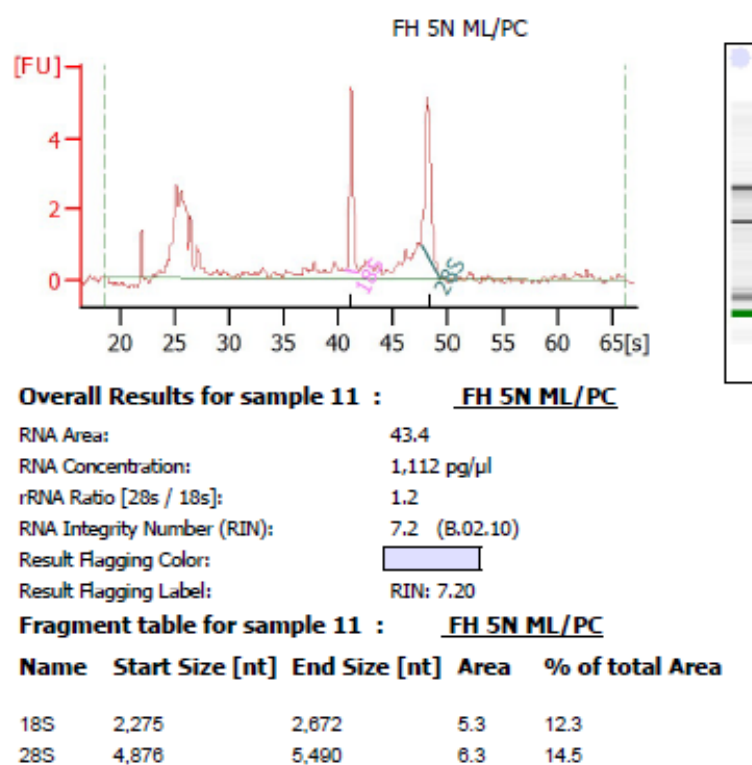 FH 5N ML/PC
[FU]
4
2
0
18S
28S
20 25 30 35 40 45 50 55 60 65[s]
Overall Results for sample 11 : FH 5N ML/PC
RNA Area: 43.4
RNA Concentration: 1,112 pg/µl
rRNA Ratio [28s / 18s]: 1.2
RNA Integrity Number (RIN): 7.2 (B.02.10)
Result Flagging Color:
Result Flagging Label: RIN: 7.20
Fragment table for sample 11 : FH 5N ML/PC
Name Start Size [nt] End Size [nt] Area % of total Area
18S 2,275 2,672 5.3 12.3
28S 4,876 5,490 6.3 14.5